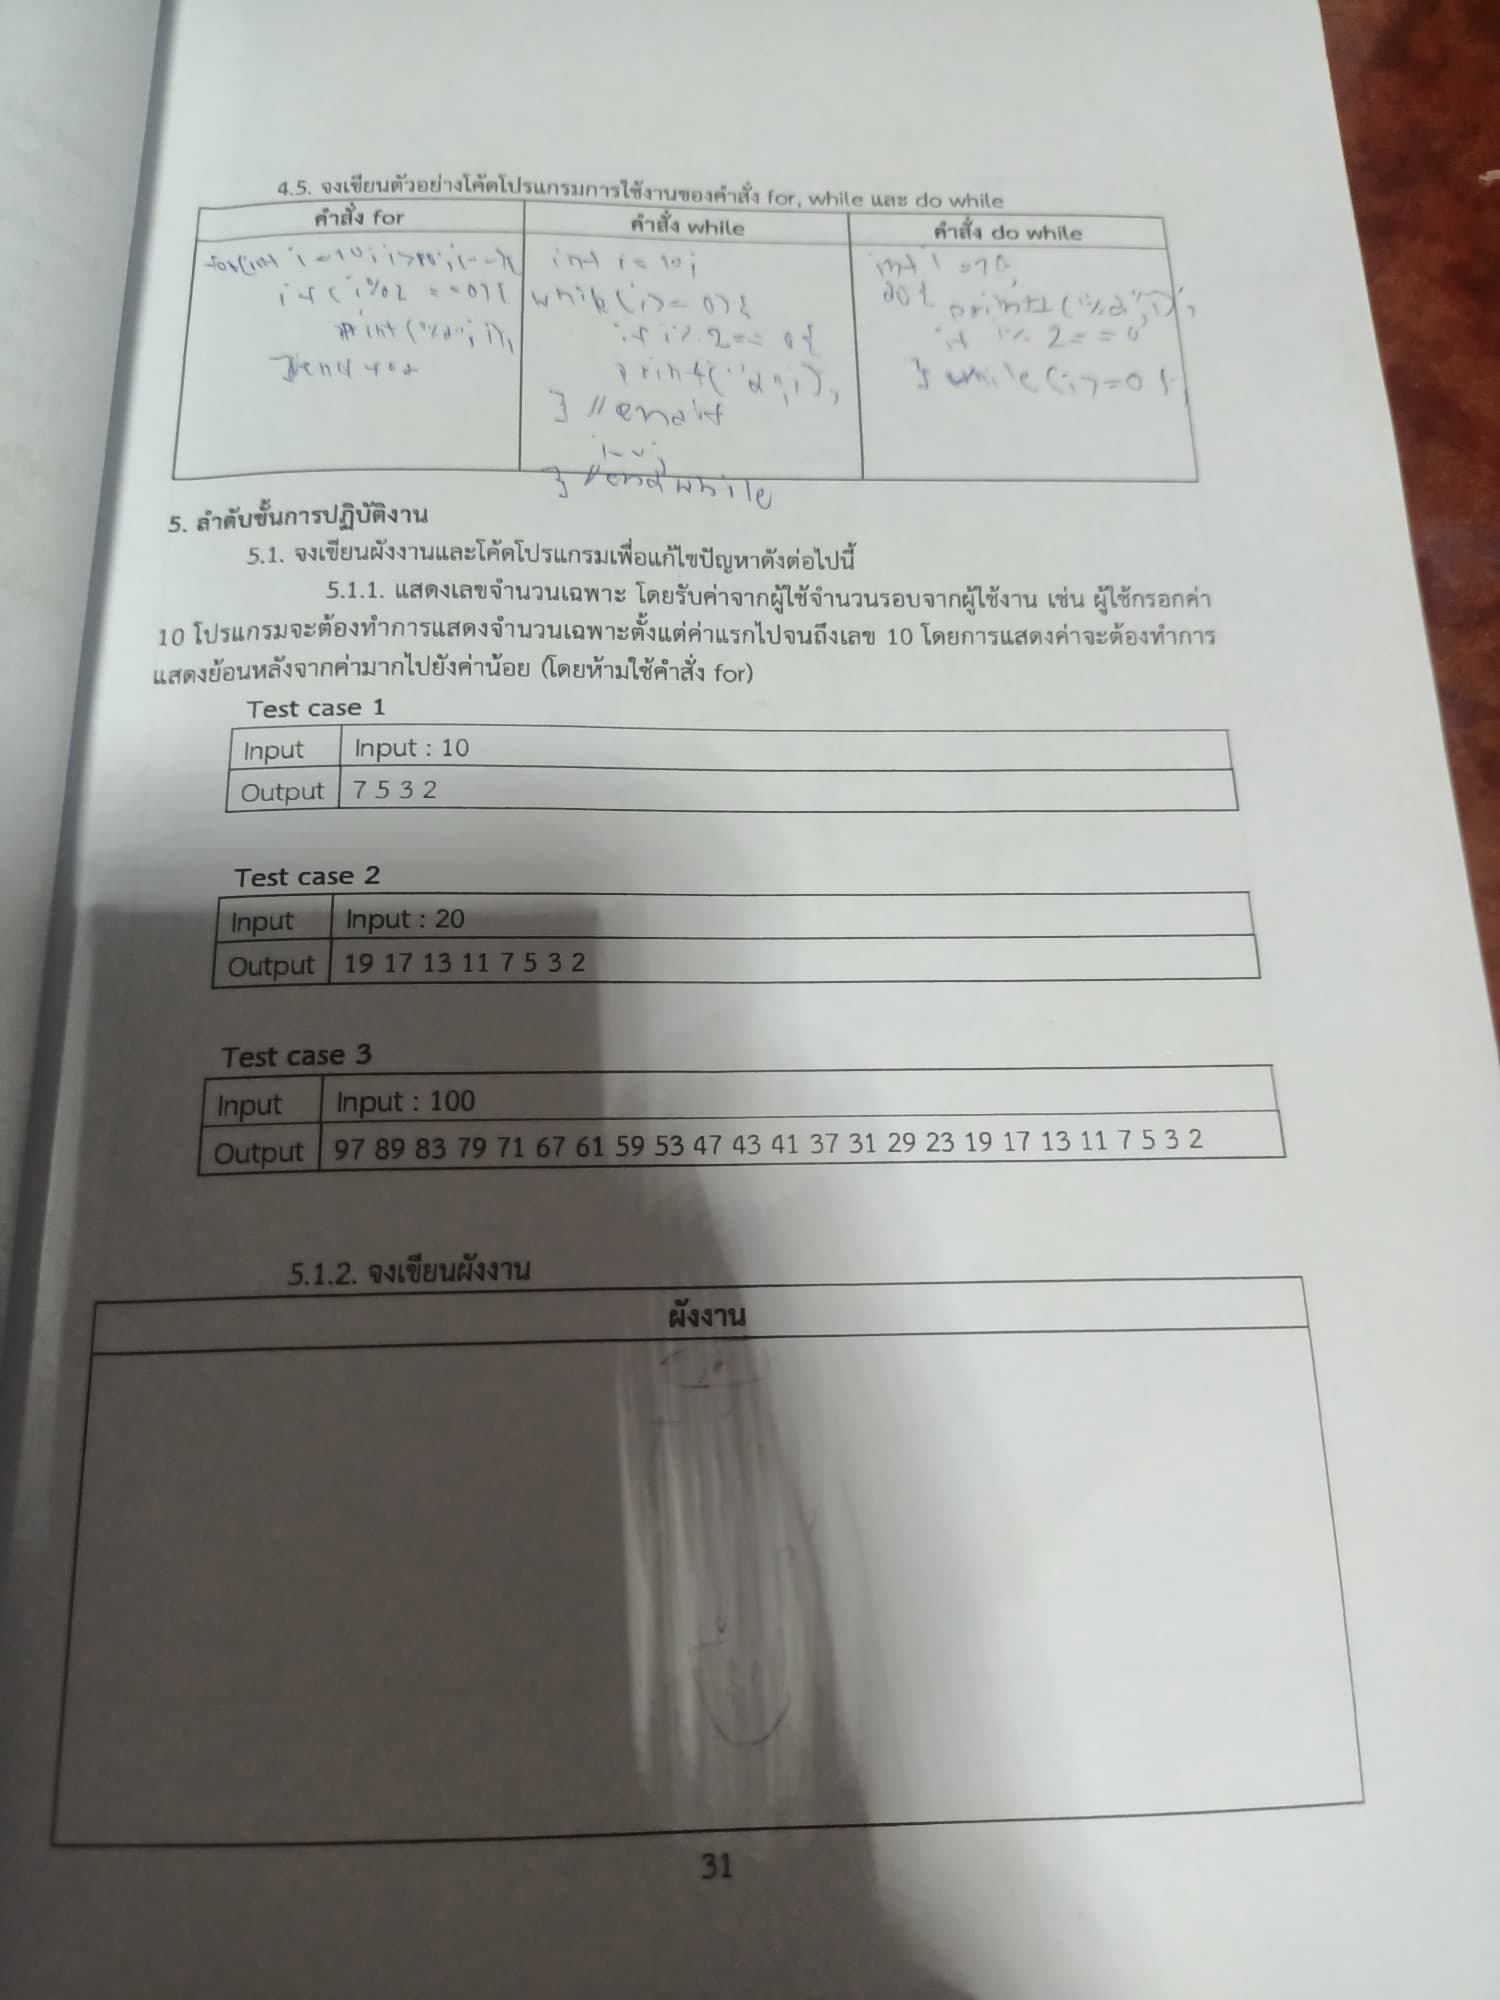 4.5. จงเขียนตัวอย่างโค้ดโปรแกรมการใช้งานของคำสั่ง for, while และ do while
คำสั่ง for
คำสั่ง while
คำสั่ง do while
int i = 10;
while(i>= 0){
if i% 2== 0{
} // endif
} // end while
do{
if i% 2 == 0
} while(i>=0
5. ลำดับขั้นการปฏิบัติงาน
5.1. จงเขียนผังงานและโค้ดโปรแกรมเพื่อแก้ไขปัญหาดังต่อไปนี้
5.1.1. แสดงเลขจำนวนเฉพาะ โดยรับค่าจากผู้ใช้จำนวนรอบจากผู้ใช้งาน เช่น ผู้ใช้กรอกค่า
10 โปรแกรมจะต้องทำการแสดงจำนวนเฉพาะตั้งแต่ค่าแรกไปจนถึงเลข 10 โดยการแสดงค่าจะต้องทำการ
แสดงย้อนหลังจากค่ามากไปยังค่าน้อย (โดยห้ามใช้คำสั่ง for)
Test case 1
Input Input : 10
Output 7 5 3 2
Test case 2
Input Input : 20
Output 19 17 13 11 7 5 3 2
Test case 3
Input Input : 100
Output 97 89 83 79 71 67 61 59 53 47 43 41 37 31 29 23 19 17 13 11 7 5 3 2
5.1.2. จงเขียนผังงาน
ผังงาน
31